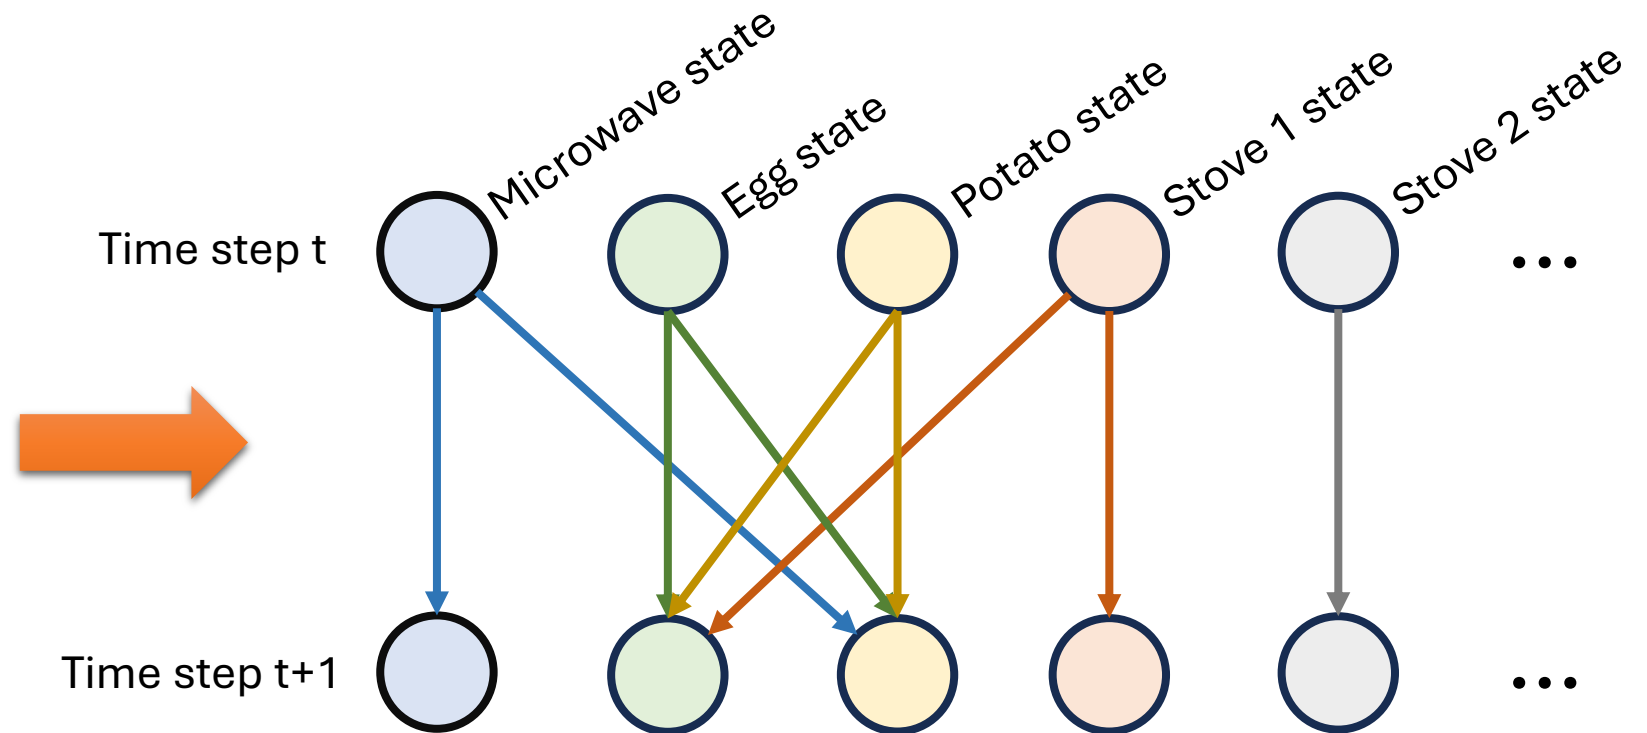 Microwave state
Egg state
Potato state
Stove 1 state
Stove 2 state
Time step t
...
Time step t+1
...